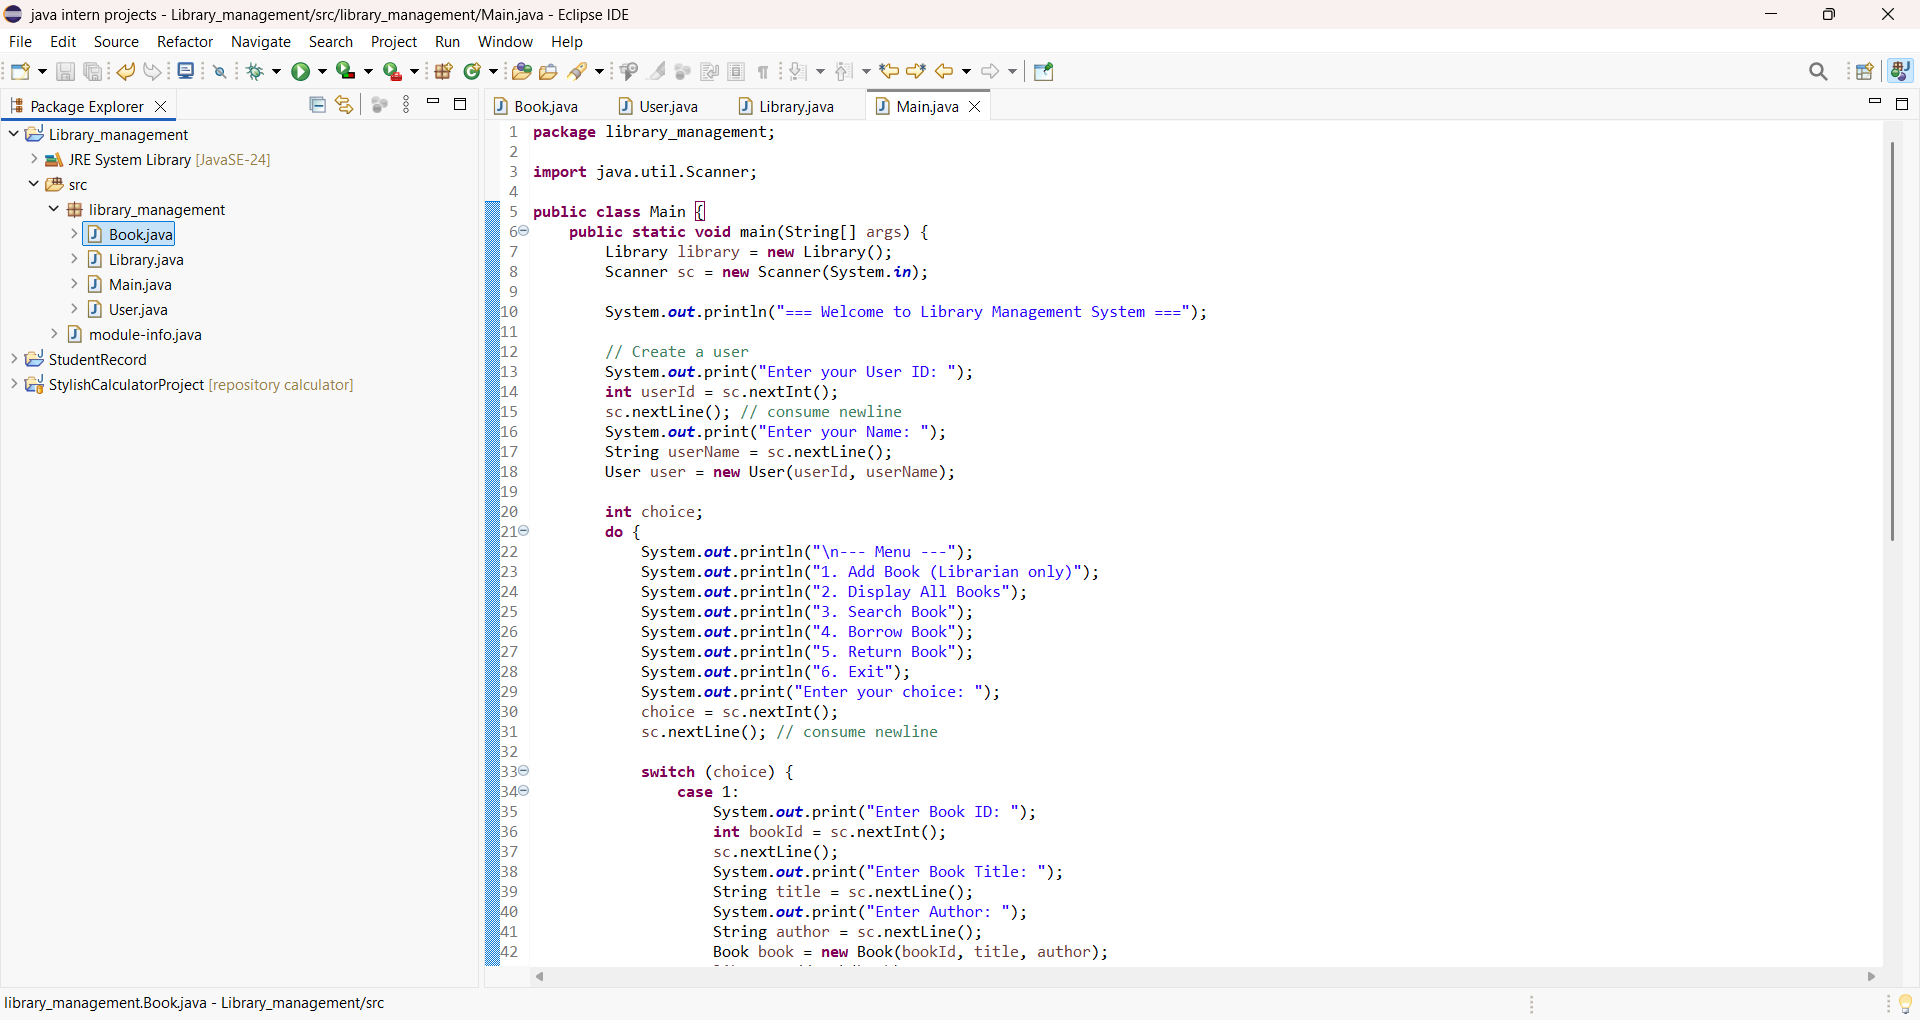 java intern projects - Library_management/src/library_management/Main.java - Eclipse IDE
File Edit Source Refactor Navigate Search Project Run Window Help
Package Explorer
Library_management
JRE System Library [JavaSE-24]
src
library_management
Book.java
Library.java
Main.java
User.java
module-info.java
StudentRecord
StylishCalculatorProject [repository calculator]
Book.java User.java Library.java Main.java
1 package library_management;
2
3 import java.util.Scanner;
4
5 public class Main {
6 public static void main(String[] args) {
7 Library library = new Library();
8 Scanner sc = new Scanner(System.in);
9
10 System.out.println("=== Welcome to Library Management System ===");
11
12 // Create a user
13 System.out.print("Enter your User ID: ");
14 int userId = sc.nextInt();
15 sc.nextLine(); // consume newline
16 System.out.print("Enter your Name: ");
17 String userName = sc.nextLine();
18 User user = new User(userId, userName);
19
20 int choice;
21 do {
22 System.out.println("\n--- Menu ---");
23 System.out.println("1. Add Book (Librarian only)");
24 System.out.println("2. Display All Books");
25 System.out.println("3. Search Book");
26 System.out.println("4. Borrow Book");
27 System.out.println("5. Return Book");
28 System.out.println("6. Exit");
29 System.out.print("Enter your choice: ");
30 choice = sc.nextInt();
31 sc.nextLine(); // consume newline
32
33 switch (choice) {
34 case 1:
35 System.out.print("Enter Book ID: ");
36 int bookId = sc.nextInt();
37 sc.nextLine();
38 System.out.print("Enter Book Title: ");
39 String title = sc.nextLine();
40 System.out.print("Enter Author: ");
41 String author = sc.nextLine();
42 Book book = new Book(bookId, title, author);
library_management.Book.java - Library_management/src